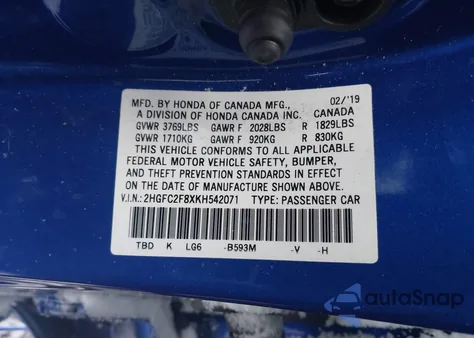 MFD. BY HONDA OF CANADA MFG., 02/'19
A DIVISION OF HONDA CANADA INC. CANADA
GVWR 3769LBS GAWR F 2028LBS R 1829LBS
GVWR 1710KG GAWR F 920KG R 830KG
THIS VEHICLE CONFORMS TO ALL APPLICABLE
FEDERAL MOTOR VEHICLE SAFETY, BUMPER,
AND THEFT PREVENTION STANDARDS IN EFFECT
ON THE DATE OF MANUFACTURE SHOWN ABOVE.
V.I.N.: 2HGFC2F8XKH542071 TYPE: PASSENGER CAR
TBD K LG6 -B593M -V -H
autoSnap